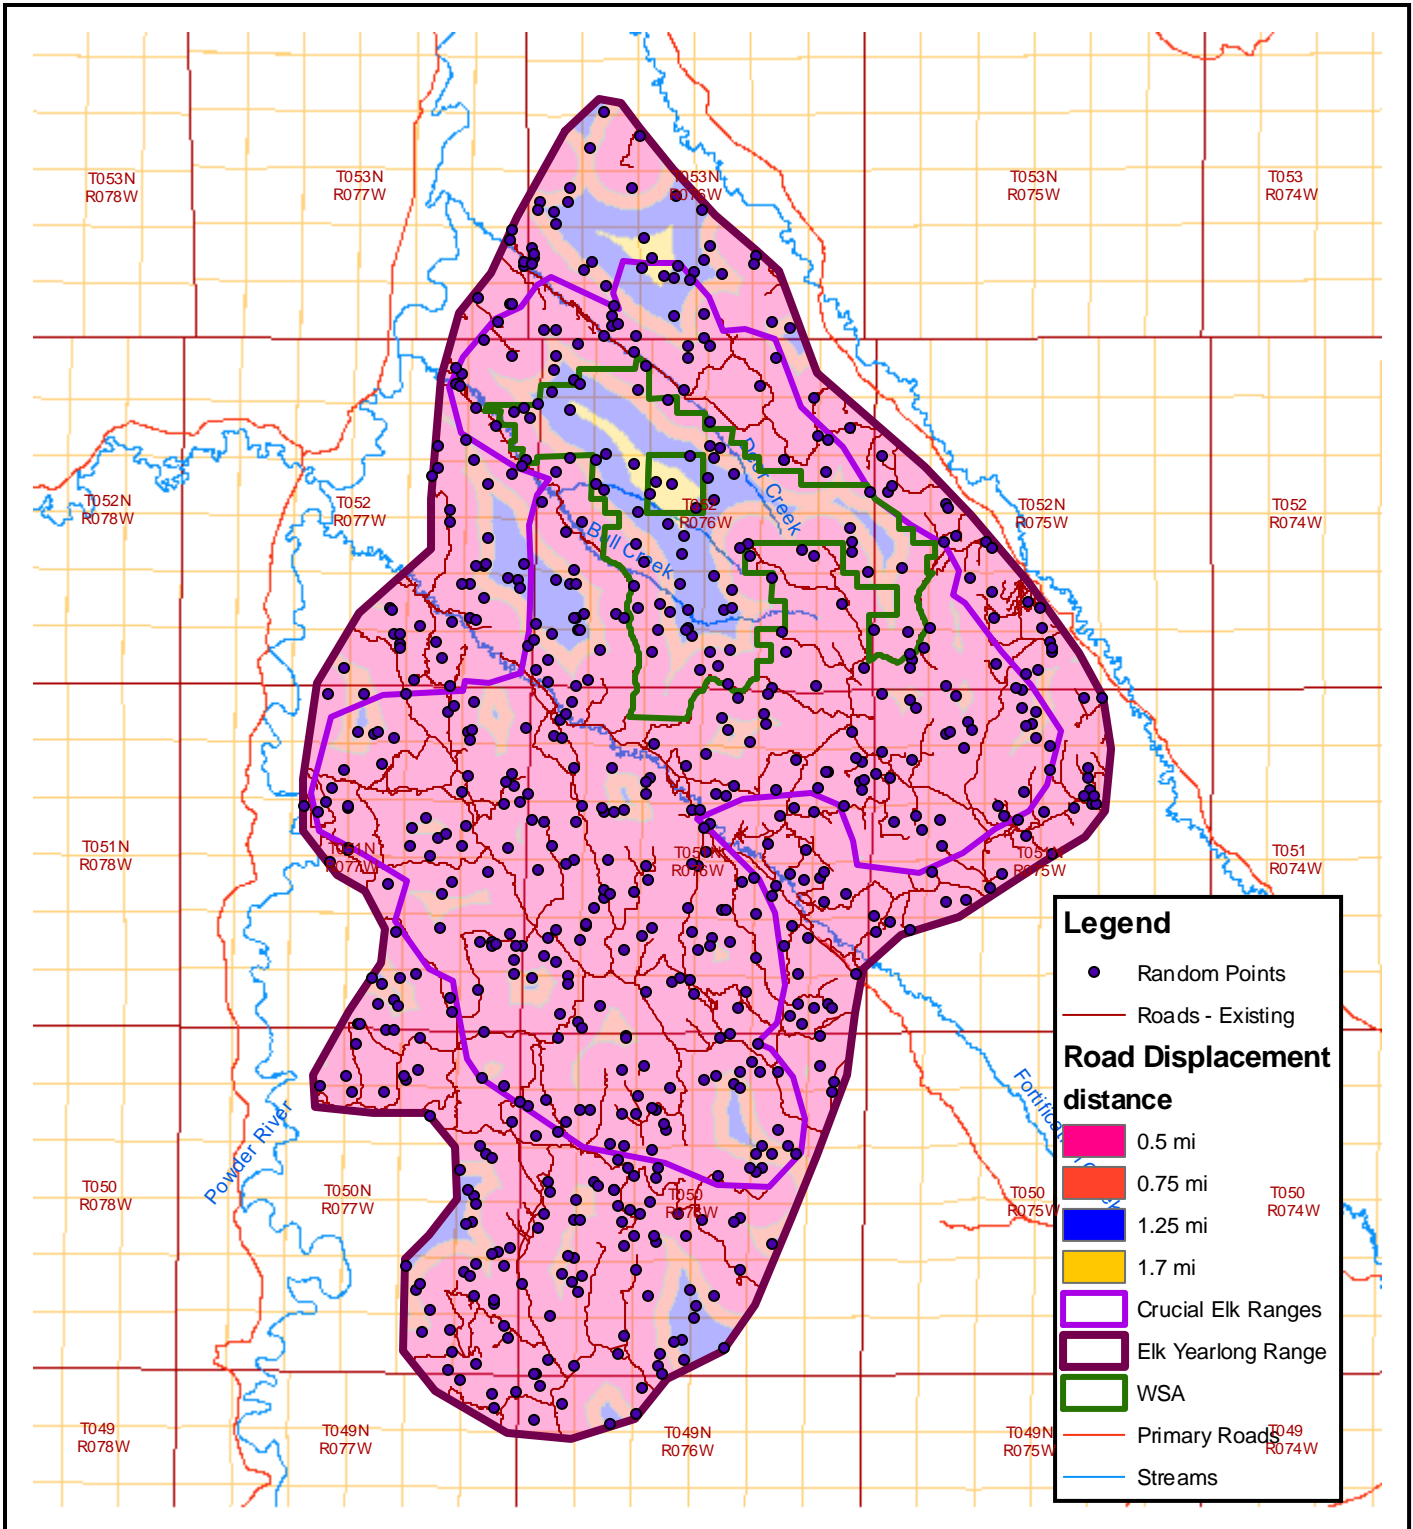 T053N
R078W
T053N
R077W
T053N
R076W
T053N
R075W
T053
R074W
T052N
R078W
T052
R077W
T052
R076W
T052N
R075W
T052
R074W
Deer Creek
Bull Creek
T051N
R078W
T051N
R077W
T051N
R076W
T051N
R075W
T051
R074W
Powder River
T050
R078W
T050N
R077W
T050
R076W
T050
R075W
T050
R074W
T049
R078W
T049N
R077W
T049N
R076W
T049N
R075W
T049
R074W
Legend
Random Points
Roads - Existing
Road Displacement
distance
0.5 mi
0.75 mi
1.25 mi
1.7 mi
Crucial Elk Ranges
Elk Yearlong Range
WSA
Primary Roads
Streams